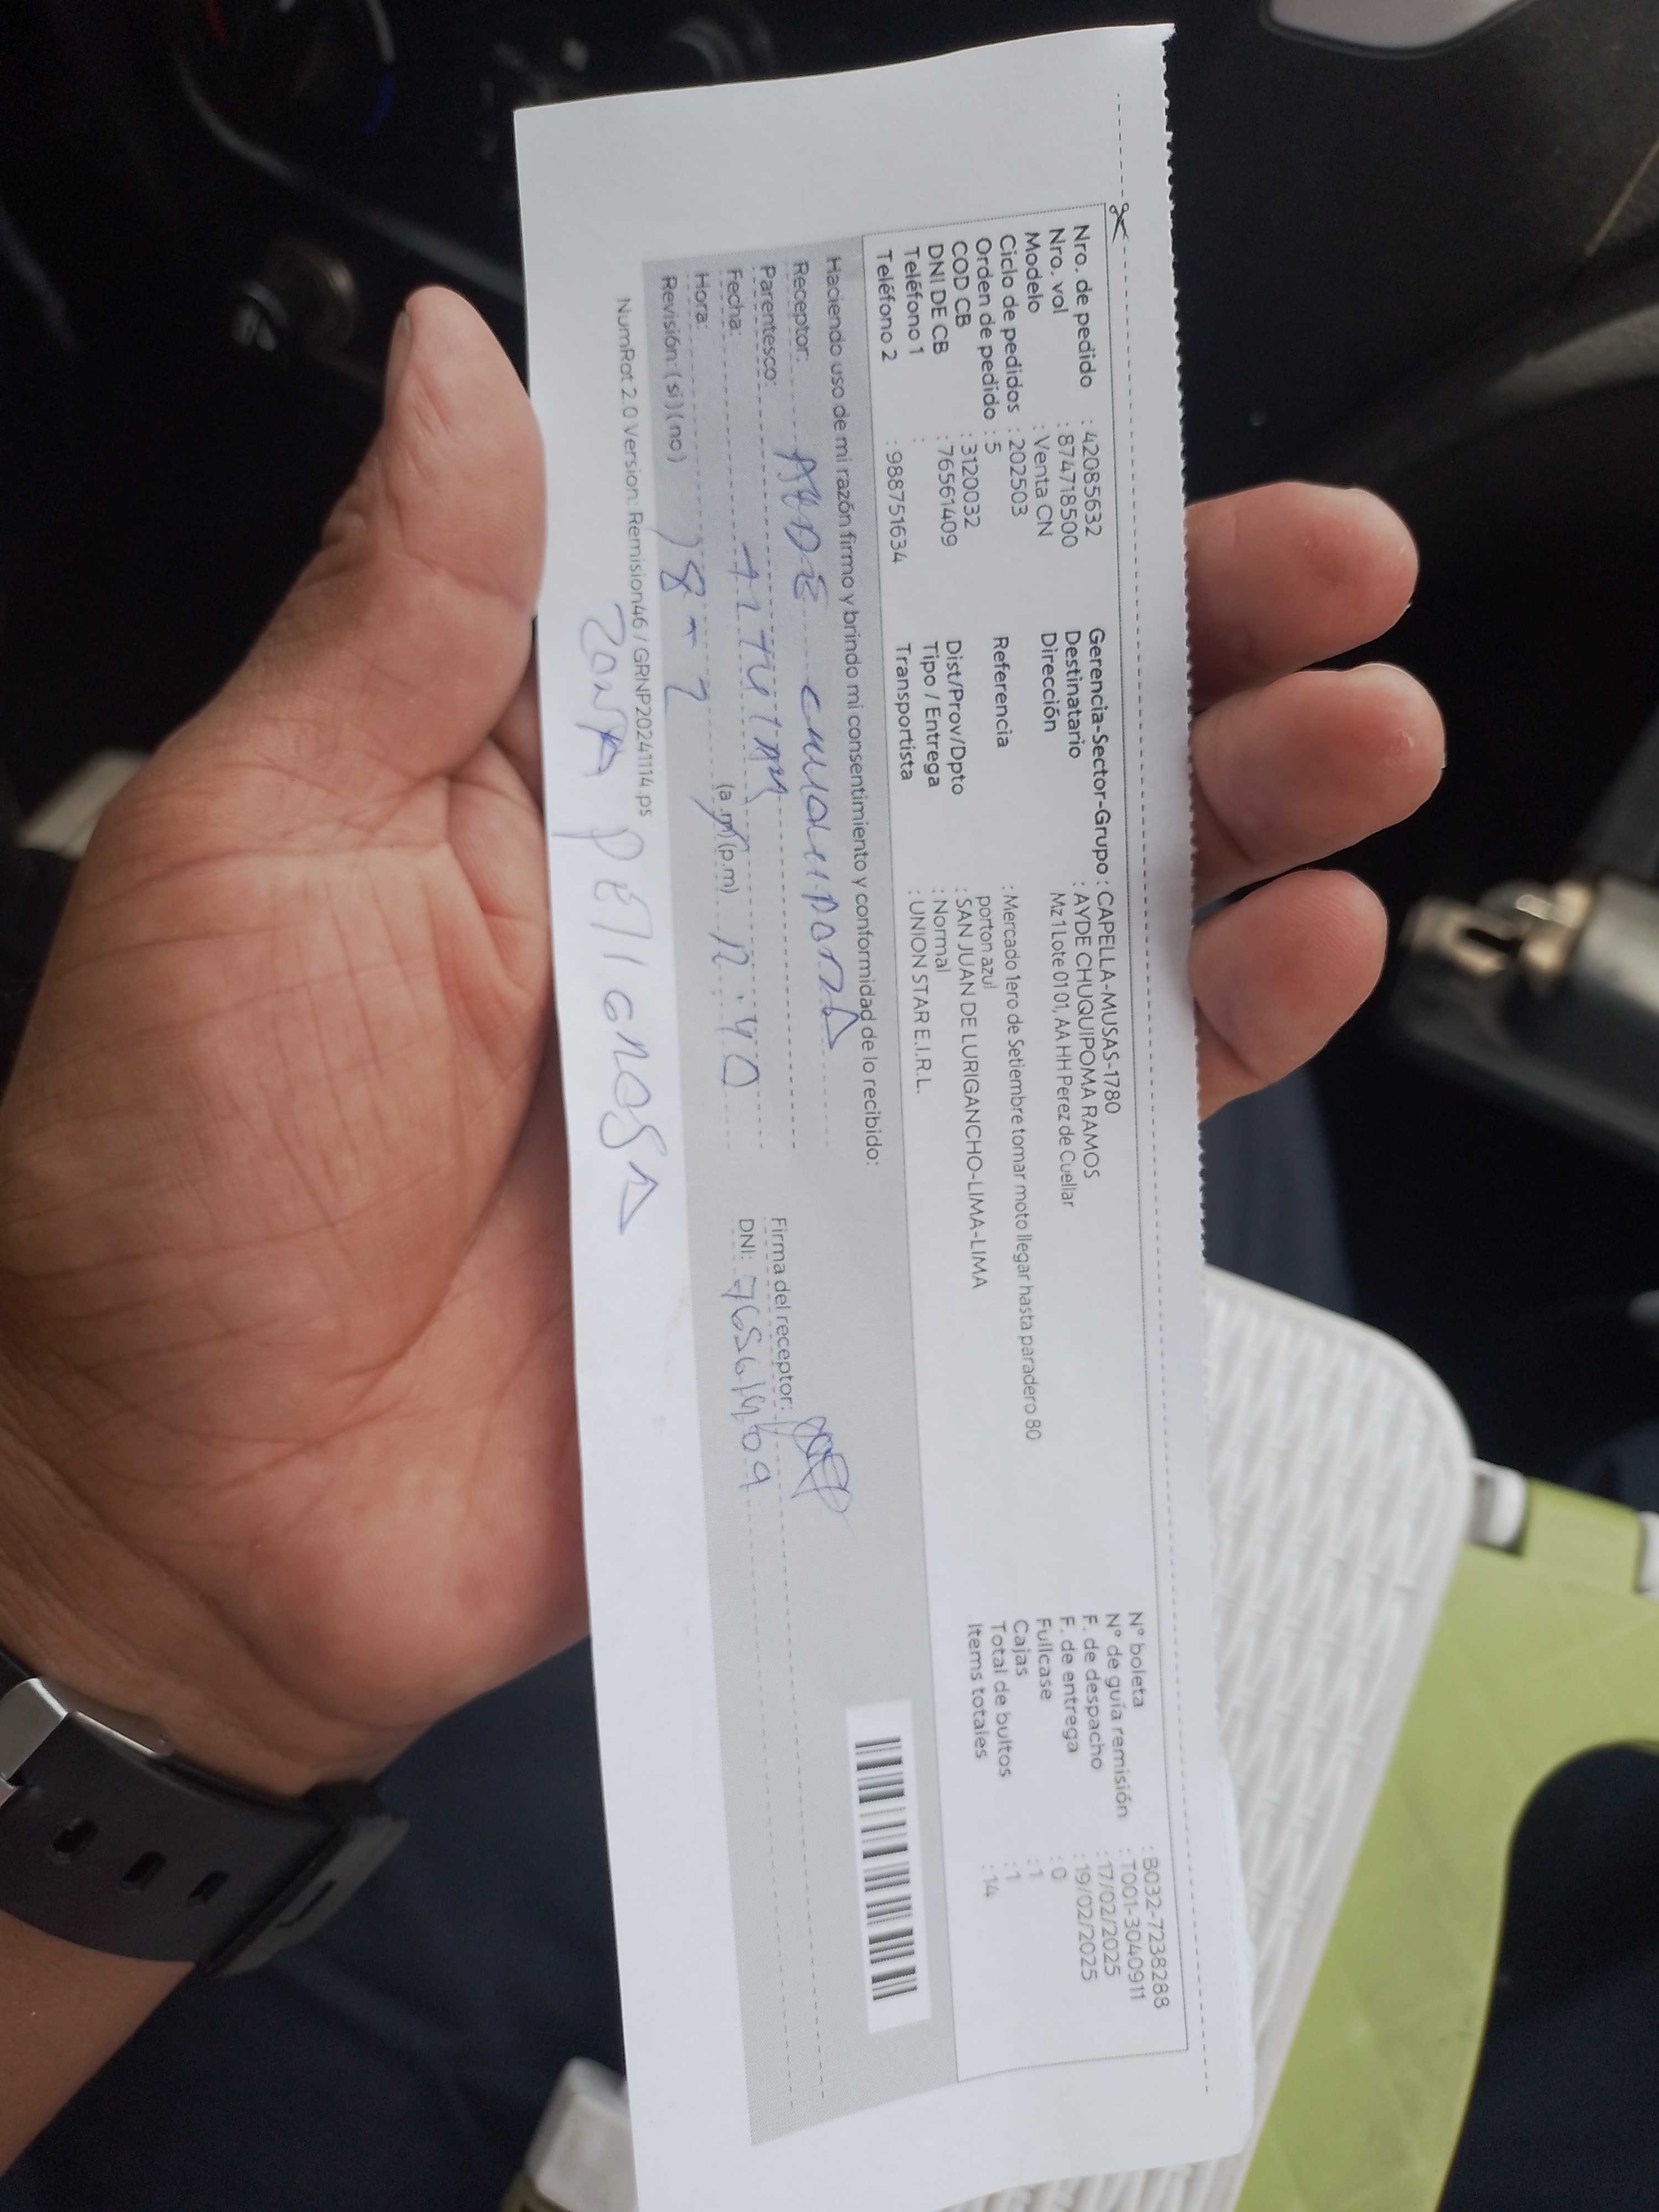 Nro. de pedido : 42085632
Nro. vol : 874718500
Modelo : Venta CN
Ciclo de pedidos : 202503
Orden de pedido : 5
COD CB : 3120032
DNI DE CB : 76561409
Teléfono 1 :
Teléfono 2 : 988751634
Gerencia-Sector-Grupo : CAPELLA-MUSAS-1780
Destinatario : AYDE CHUQUIPOMA RAMOS
Dirección Mz 1 Lote 01 01, AA HH Perez de Cuellar
Referencia : Mercado 1ero de Setiembre tomar moto llegar hasta paradero 80
porton azul
Dist/Prov/Dpto : SAN JUAN DE LURIGANCHO-LIMA-LIMA
Tipo / Entrega : Normal
Transportista : UNION STAR E.I.R.L.
N° boleta : B032-7238288
N° de guía remisión : T001-3040911
F. de despacho : 17/02/2025
F. de entrega : 19/02/2025
Fullcase : 0
Cajas : 1
Total de bultos : 1
Items totales : 14
Haciendo uso de mi razón firmo y brindo mi consentimiento y conformidad de lo recibido:
Receptor:
Parentesco: titular
Fecha: 18-2
Hora: (a.m) (p.m) 12:40
Revisión: (si) (no)
Firma del receptor:
DNI: 76561409
NumRot 2.0 Version: Remision46 / GRNP20241114.ps
Zona peligrosa